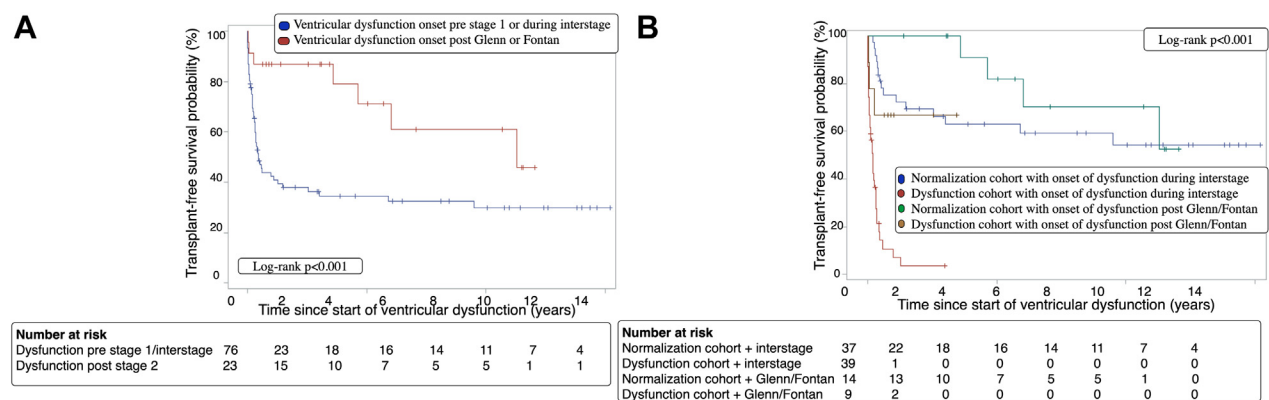 A
Ventricular dysfunction onset pre stage 1 or during interstage
Ventricular dysfunction onset post Glenn or Fontan
Transplant-free survival probability (%)
100
80
60
40
20
0
Log-rank p<0.001
0 2 4 6 8 10 12 14
Time since start of ventricular dysfunction (years)
Number at risk
Dysfunction pre stage 1/interstage 76 23 18 16 14 11 7 4
Dysfunction post stage 2 23 15 10 7 5 5 1 1
B
Log-rank p<0.001
Transplant-free survival probability (%)
100
80
60
40
20
0
Normalization cohort with onset of dysfunction during interstage
Dysfunction cohort with onset of dysfunction during interstage
Normalization cohort with onset of dysfunction post Glenn/Fontan
Dysfunction cohort with onset of dysfunction post Glenn/Fontan
0 2 4 6 8 10 12 14
Time since start of ventricular dysfunction (years)
Number at risk
Normalization cohort + interstage 37 22 18 16 14 11 7 4
Dysfunction cohort + interstage 39 1 0 0 0 0 0 0
Normalization cohort + Glenn/Fontan 14 13 10 7 5 5 1 0
Dysfunction cohort + Glenn/Fontan 9 2 0 0 0 0 0 0